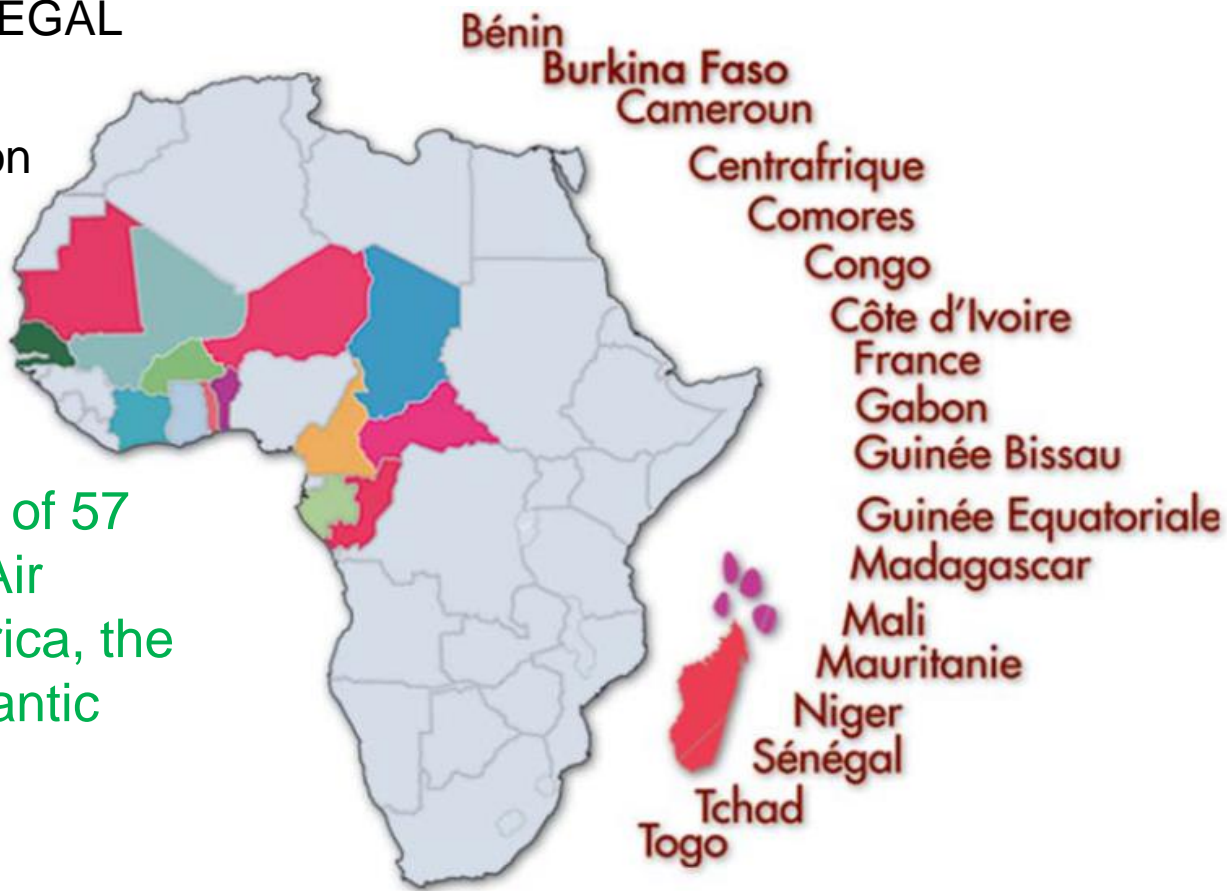 EGAL
on
of 57
Air
rica, the
antic
Bénin
Burkina Faso
Cameroun
Centrafrique
Comores
Congo
Côte d'Ivoire
France
Gabon
Guinée Bissau
Guinée Equatoriale
Madagascar
Mali
Mauritanie
Niger
Sénégal
Tchad
Togo